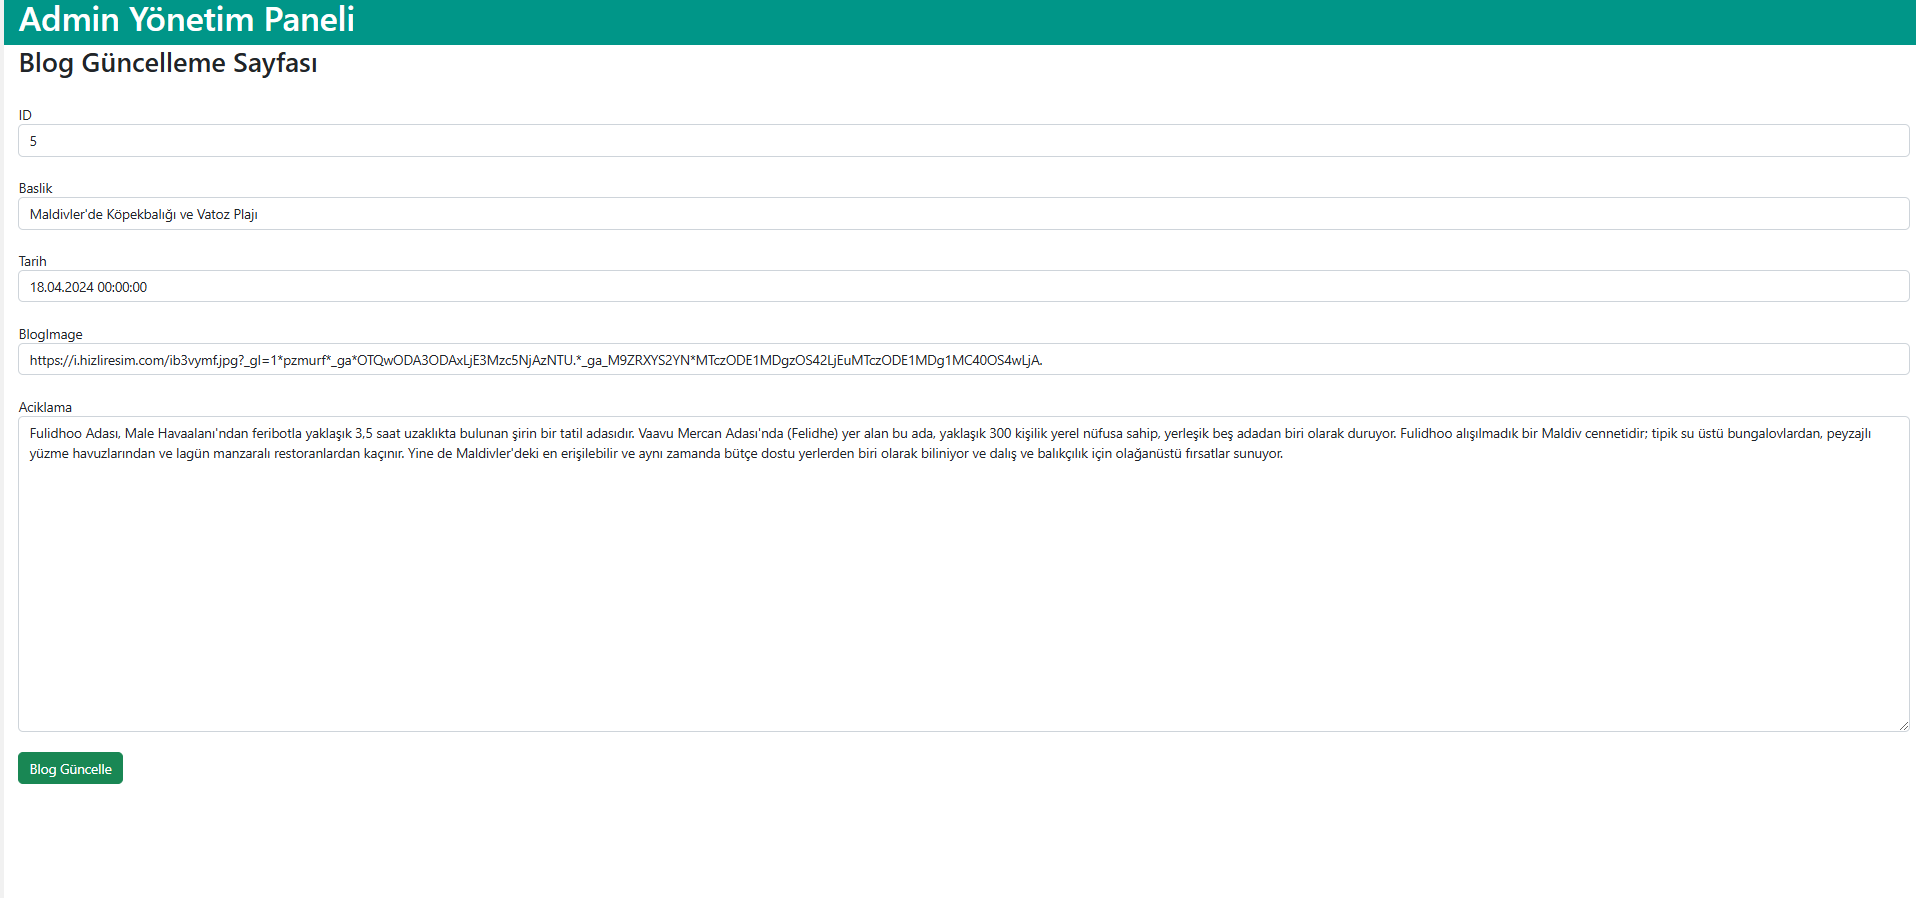 Admin Yönetim Paneli
Blog Güncelleme Sayfası
ID
5
Baslik
Maldivler'de Köpekbalığı ve Vatoz Plajı
Tarih
18.04.2024 00:00:00
BlogImage
https://i.hizliresim.com/ib3vymf.jpg?_gl=1*pzmurf*_ga*OTQwODA3ODAxLjE3Mzc5NjAzNTU.*_ga_M9ZRXYS2YN*MTczODE1MDgzOS42LjEuMTczODE1MDg1MC40OS4wLjA.
Aciklama
Fulidhoo Adası, Male Havaalanı'ndan feribotla yaklaşık 3,5 saat uzaklıkta bulunan şirin bir tatil adasıdır. Vaavu Mercan Adası'nda (Felidhe) yer alan bu ada, yaklaşık 300 kişilik yerel nüfusa sahip, yerleşik beş adadan biri olarak duruyor. Fulidhoo alışılmadık bir Maldiv cennetidir; tipik su üstü bungalovlardan, peyzajlı
yüzme havuzlarından ve lagün manzaralı restoranlardan kaçınır. Yine de Maldivler'deki en erişilebilir ve aynı zamanda bütçe dostu yerlerden biri olarak biliniyor ve dalış ve balıkçılık için olağanüstü fırsatlar sunuyor.
Blog Güncelle